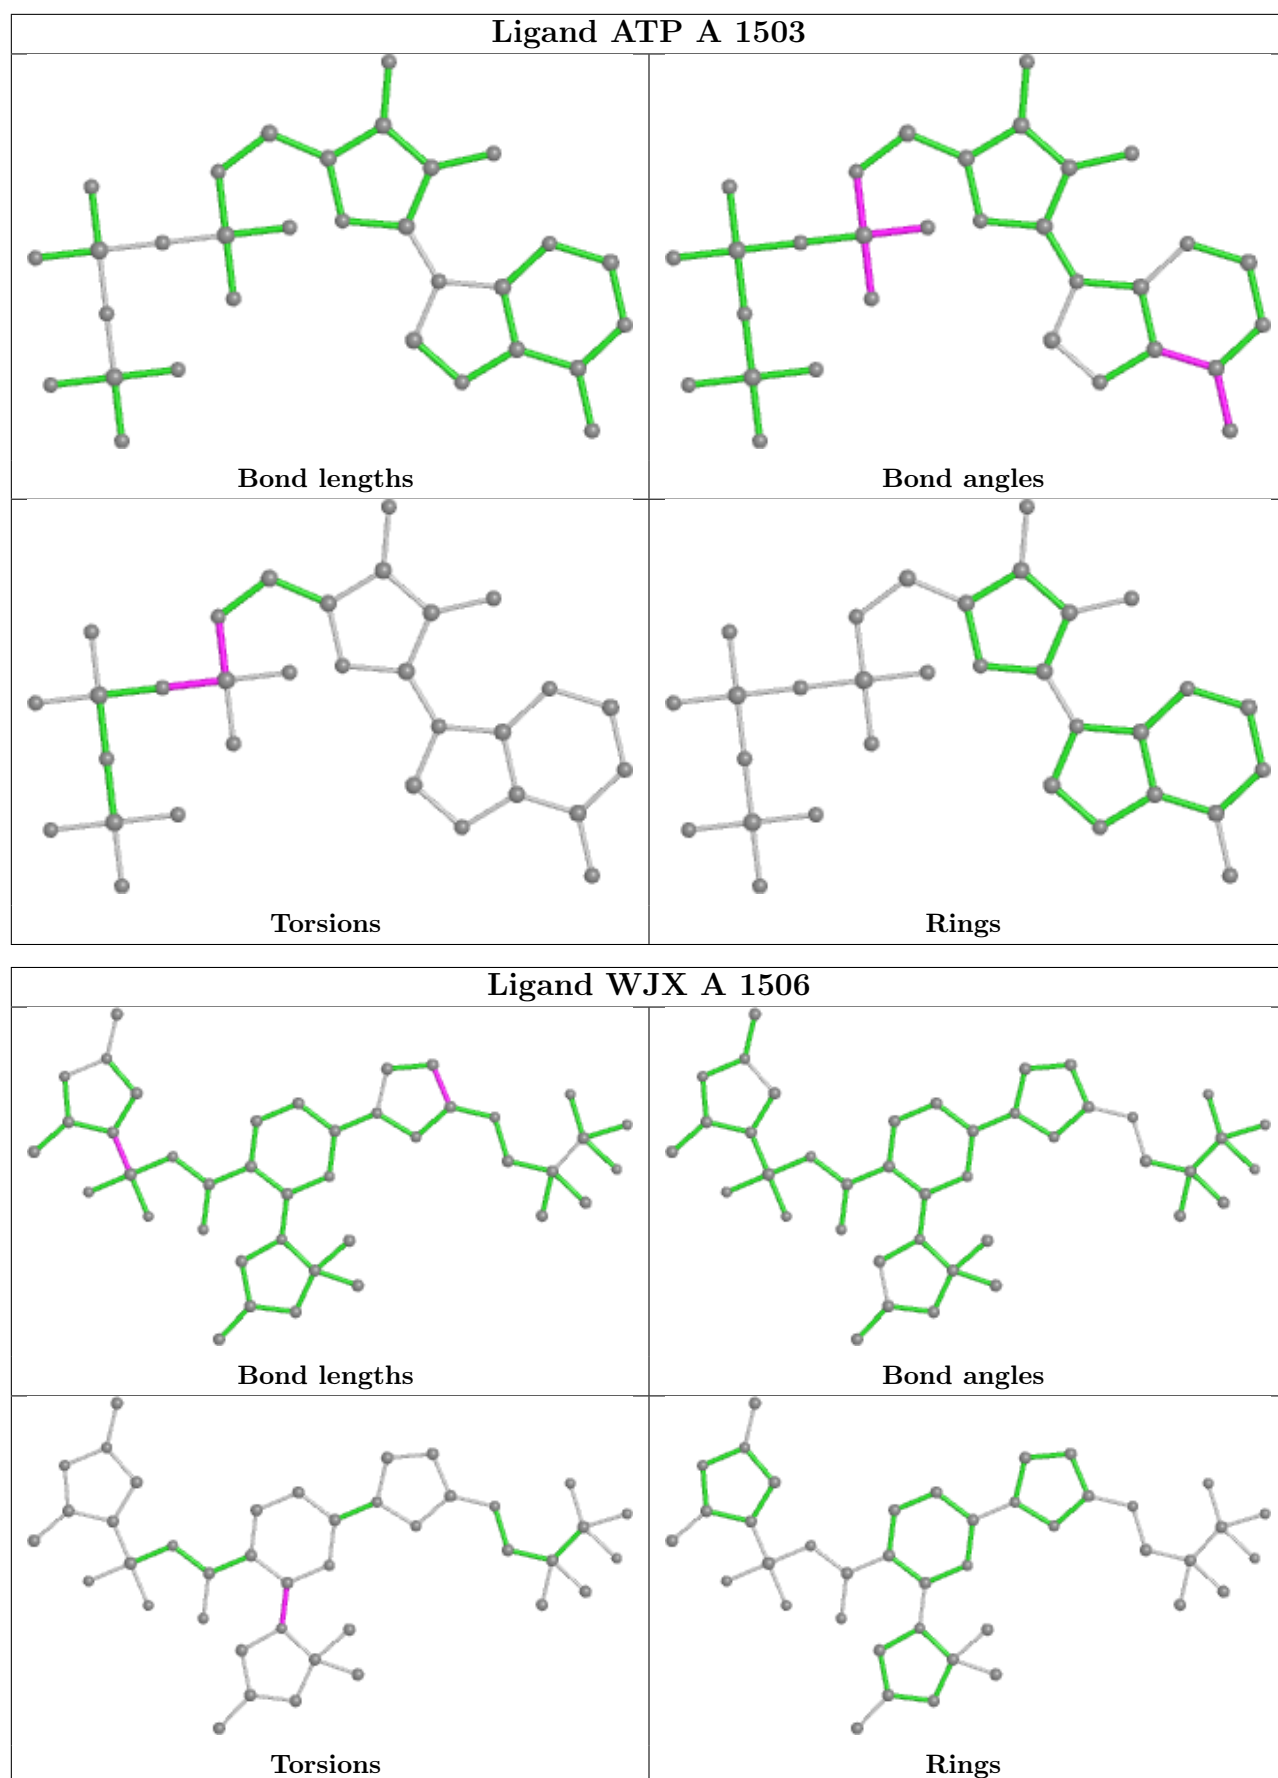 Ligand ATP A 1503
Bond lengths
Bond angles
Torsions
Rings
Ligand WJX A 1506
Bond lengths
Bond angles
Torsions
Rings